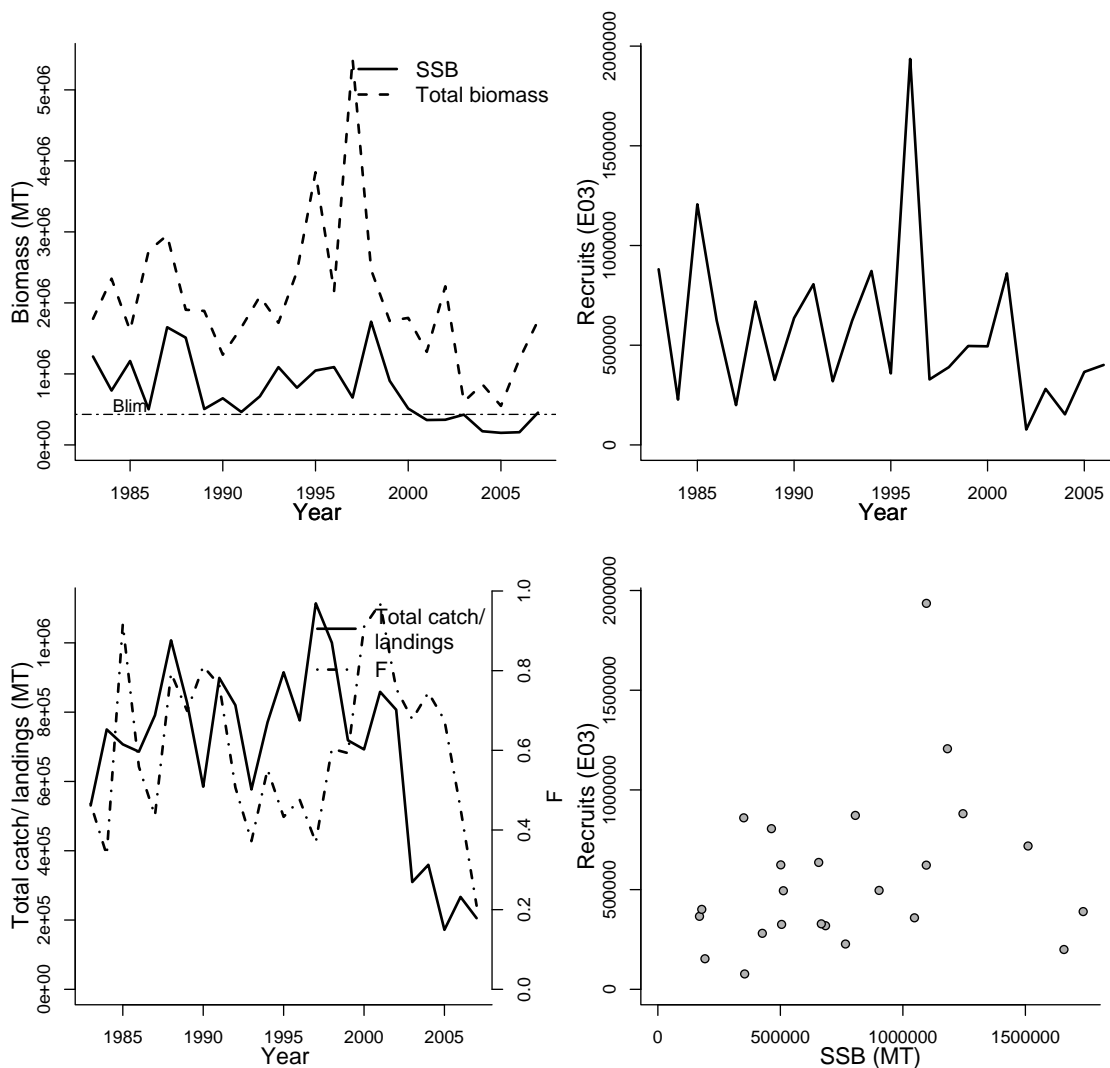 SSB
Total biomass
Biomass (MT)
0e+00 1e+06 2e+06 3e+06 4e+06 5e+06
Blim
1985 1990 1995 2000 2005
Year
Recruits (E03)
0 500000 1000000 1500000 2000000
1985 1990 1995 2000 2005
Year
Total catch/
landings
F
Total catch/ landings (MT)
0e+00 2e+05 4e+05 6e+05 8e+05 1e+06
0.0 0.2 0.4 0.6 0.8 1.0
F
1985 1990 1995 2000 2005
Year
Recruits (E03)
0 500000 1000000 1500000 2000000
0 500000 1000000 1500000
SSB (MT)